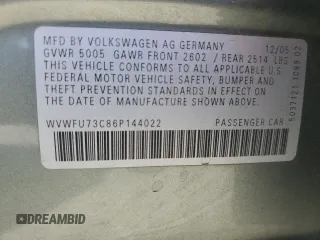 MFD BY VOLKSWAGEN AG GERMANY 12/05
GVWR 5005 GAWR FRONT 2602 / REAR 2514 LBS
THIS VEHICLE CONFORMS TO ALL APPLICABLE U.S.
FEDERAL MOTOR VEHICLE SAFETY, BUMPER AND
THEFT PREVENTION STANDARDS IN EFFECT ON THE
DATE OF MANUFACTURE SHOWN ABOVE.
WVWFU73C86P144022 PASSENGER CAR
DREAMBID